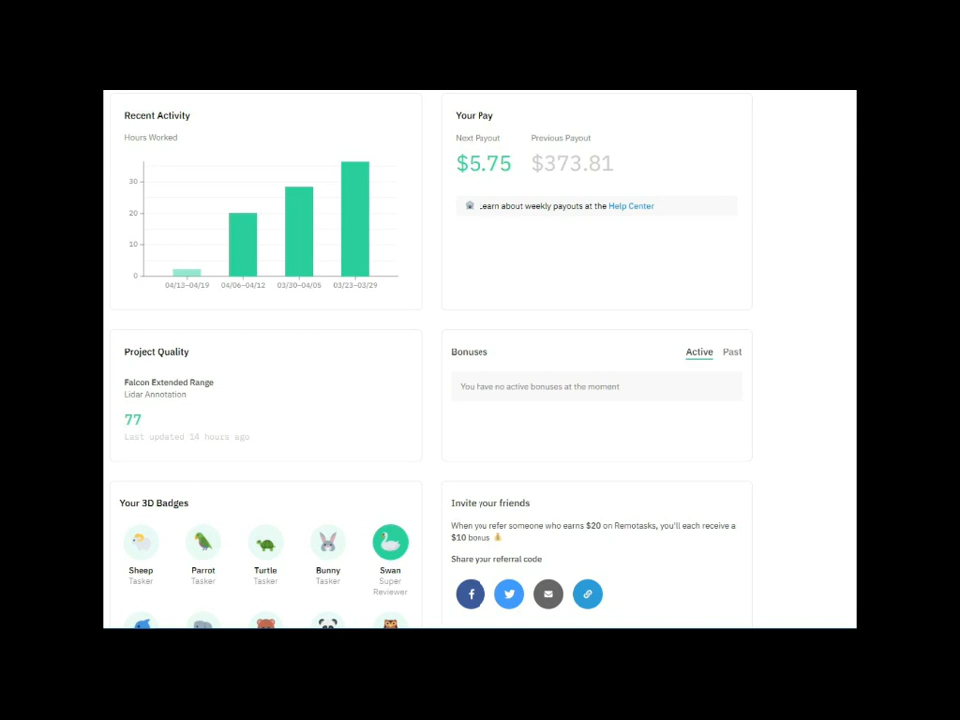 Recent Activity
Hours Worked
30
20
10
0
04/13–04/19 04/06–04/12 03/30–04/05 03/23–03/29
Your Pay
Next Payout Previous Payout
$5.75 $373.81
Learn about weekly payouts at the Help Center
Project Quality
Falcon Extended Range
Lidar Annotation
77
Last updated 14 hours ago
Bonuses Active Past
You have no active bonuses at the moment
Your 3D Badges
Sheep Parrot Turtle Bunny Swan
Tasker Tasker Tasker Tasker Super
Reviewer
Invite your friends
When you refer someone who earns $20 on Remotasks, you'll each receive a
$10 bonus
Share your referral code